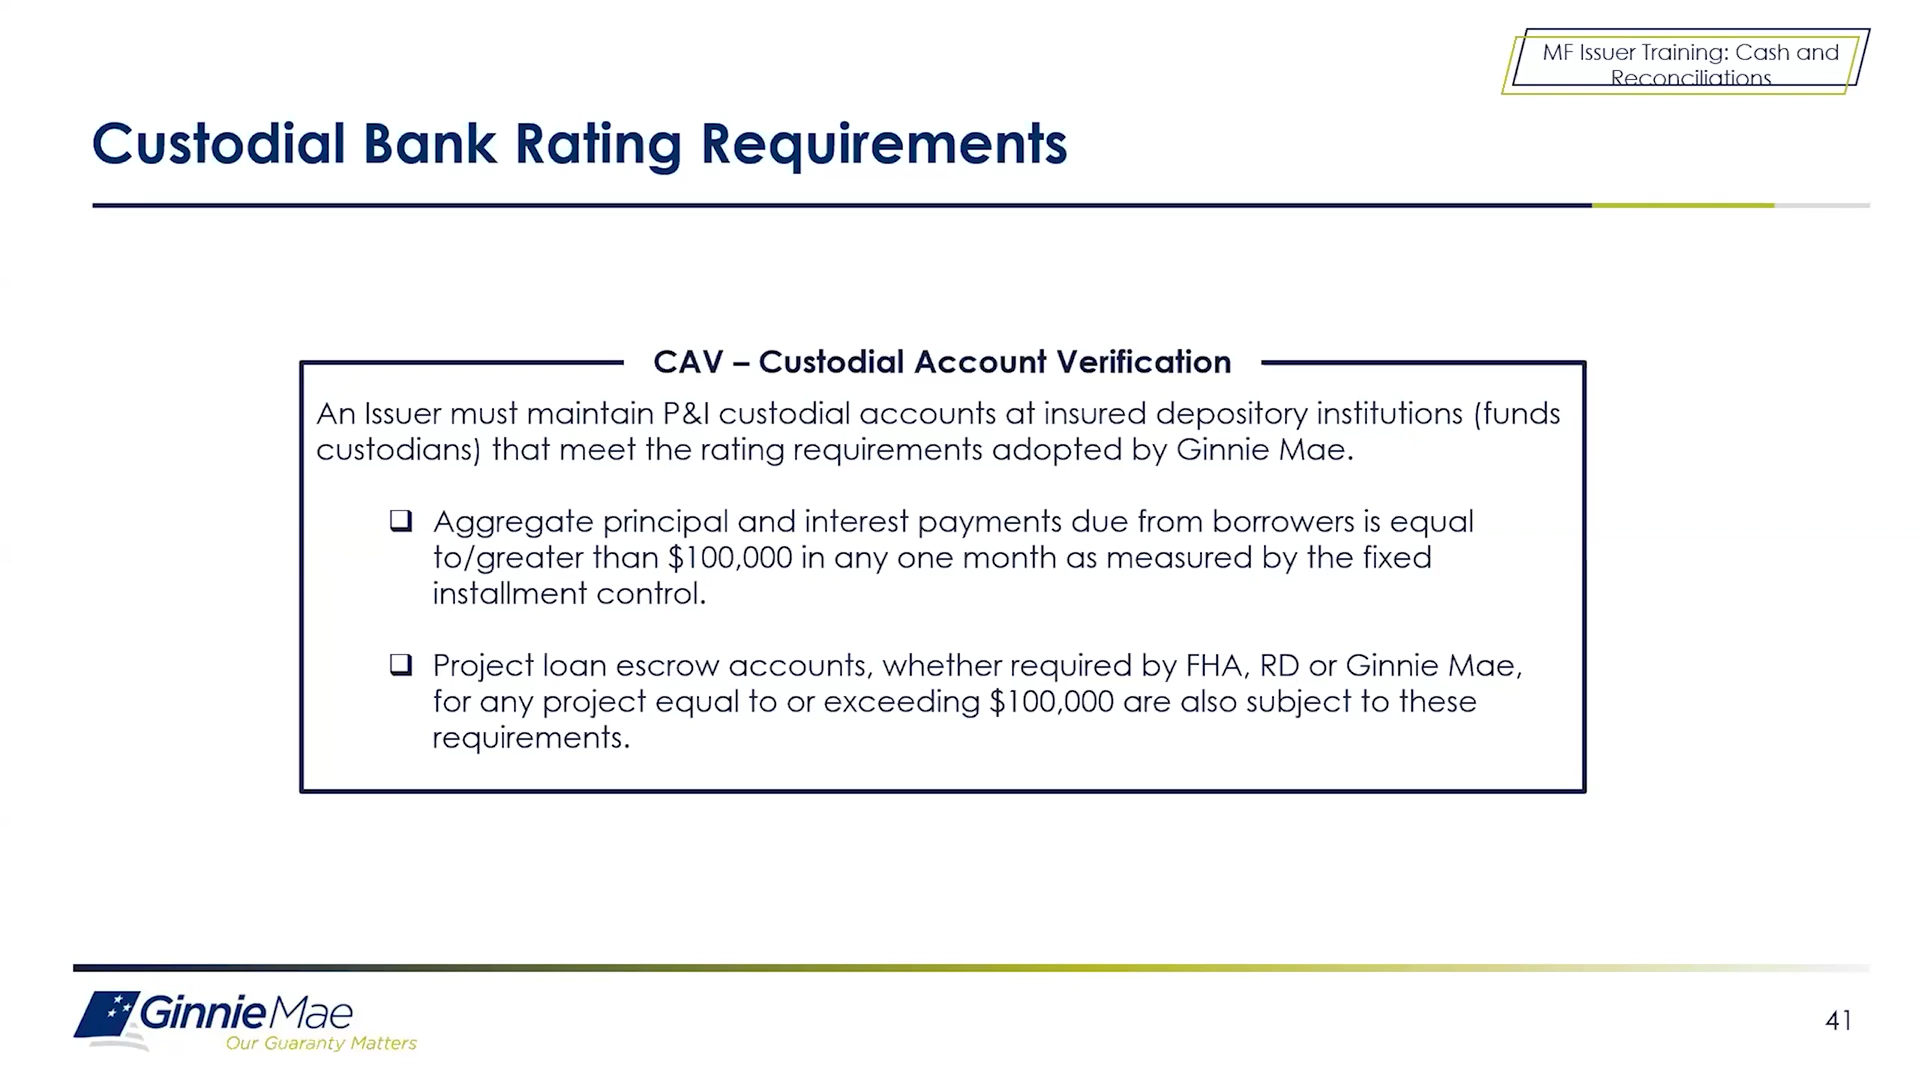 MF Issuer Training: Cash and
Reconciliations
Custodial Bank Rating Requirements
CAV – Custodial Account Verification
An Issuer must maintain P&I custodial accounts at insured depository institutions (funds
custodians) that meet the rating requirements adopted by Ginnie Mae.
❑ Aggregate principal and interest payments due from borrowers is equal
to/greater than $100,000 in any one month as measured by the fixed
installment control.
❑ Project loan escrow accounts, whether required by FHA, RD or Ginnie Mae,
for any project equal to or exceeding $100,000 are also subject to these
requirements.
GinnieMae
Our Guaranty Matters
41